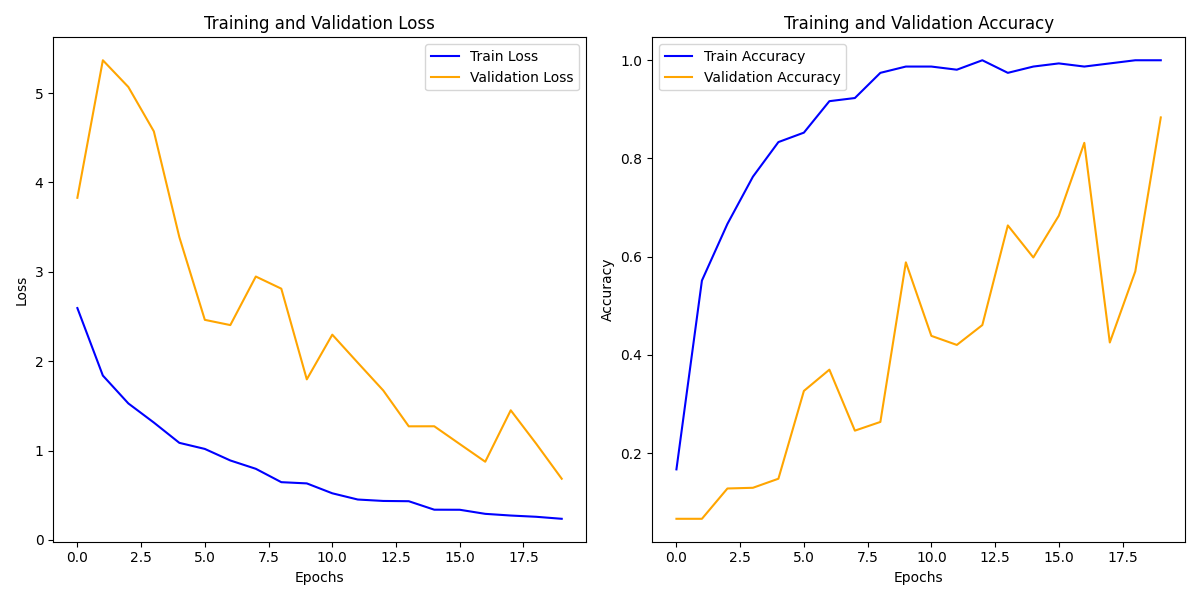 Training and Validation Loss
Train Loss
Validation Loss
5
4
3
2
1
0
Loss
0.0 2.5 5.0 7.5 10.0 12.5 15.0 17.5
Epochs
Training and Validation Accuracy
Train Accuracy
Validation Accuracy
1.0
0.8
0.6
0.4
0.2
Accuracy
0.0 2.5 5.0 7.5 10.0 12.5 15.0 17.5
Epochs